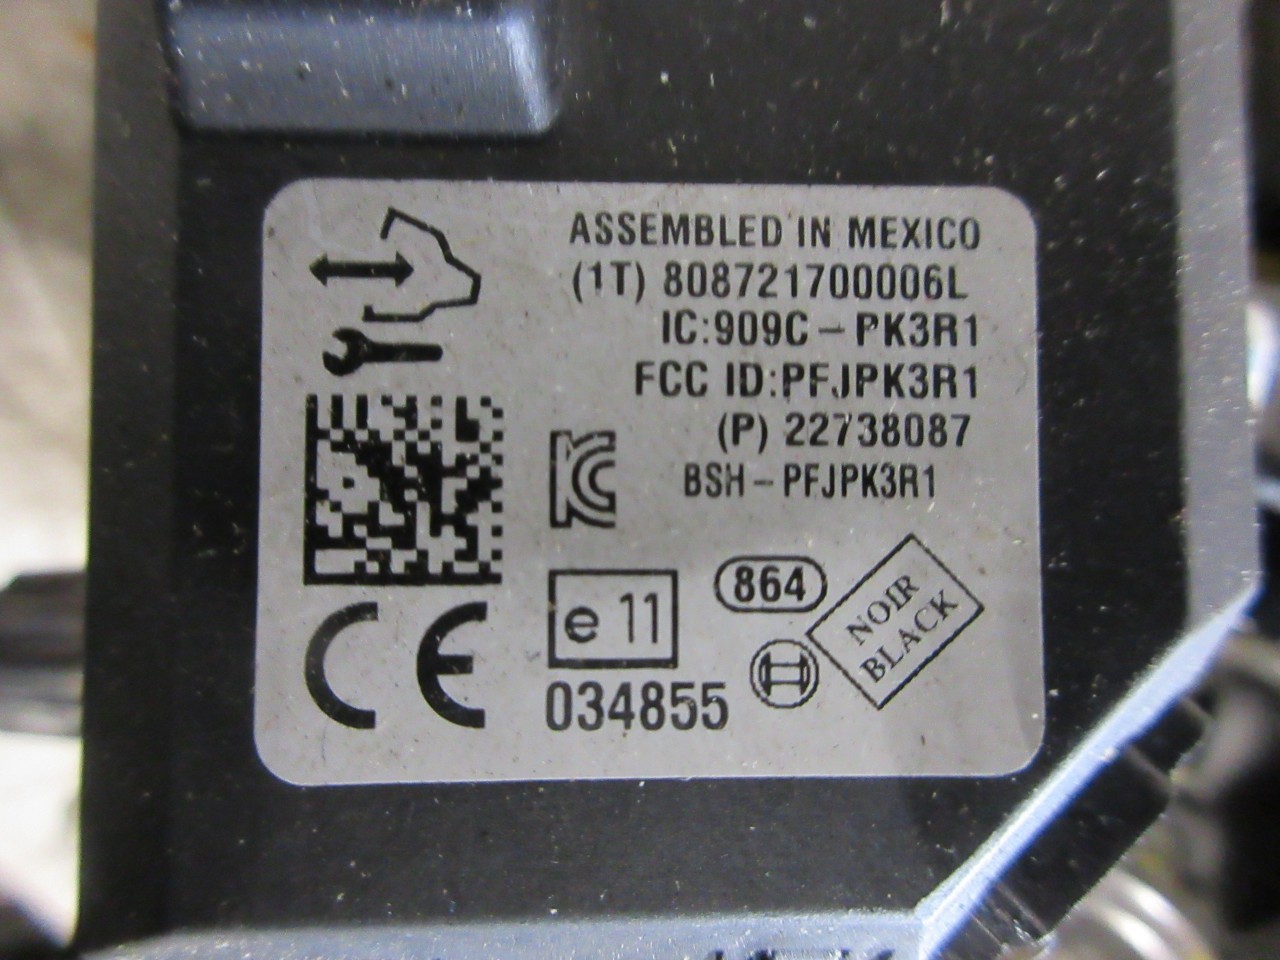 ASSEMBLED IN MEXICO
(1T) 808721700006L
IC:909C-PK3R1
FCC ID:PFJPK3R1
(P) 22738087
BSH-PFJPK3R1
KC
CE
e 11
034855
864
NOIR
BLACK